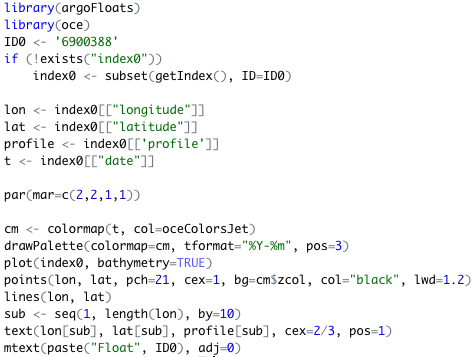 library(argoFloats)
library(oce)
ID0 <- '6900388'
if (!exists("index0"))
    index0 <- subset(getIndex(), ID=ID0)

lon <- index0[["longitude"]]
lat <- index0[["latitude"]]
profile <- index0[['profile']]
t <- index0[["date"]]

par(mar=c(2,2,1,1))

cm <- colormap(t, col=oceColorsJet)
drawPalette(colormap=cm, tformat="%Y-%m", pos=3)
plot(index0, bathymetry=TRUE)
points(lon, lat, pch=21, cex=1, bg=cm$zcol, col="black", lwd=1.2)
lines(lon, lat)
sub <- seq(1, length(lon), by=10)
text(lon[sub], lat[sub], profile[sub], cex=2/3, pos=1)
mtext(paste("Float", ID0), adj=0)